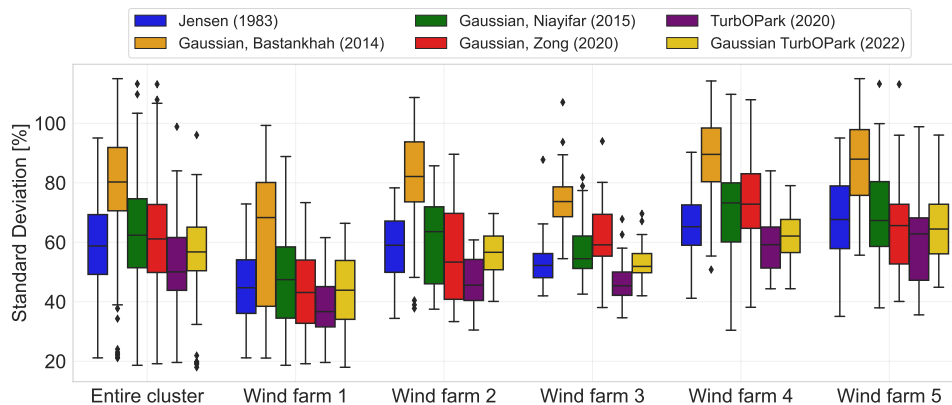 Jensen (1983) Gaussian, Niayifar (2015) TurbOPark (2020)
Gaussian, Bastankhah (2014) Gaussian, Zong (2020) Gaussian TurbOPark (2022)
Standard Deviation [%]
100
80
60
40
20
Entire cluster Wind farm 1 Wind farm 2 Wind farm 3 Wind farm 4 Wind farm 5